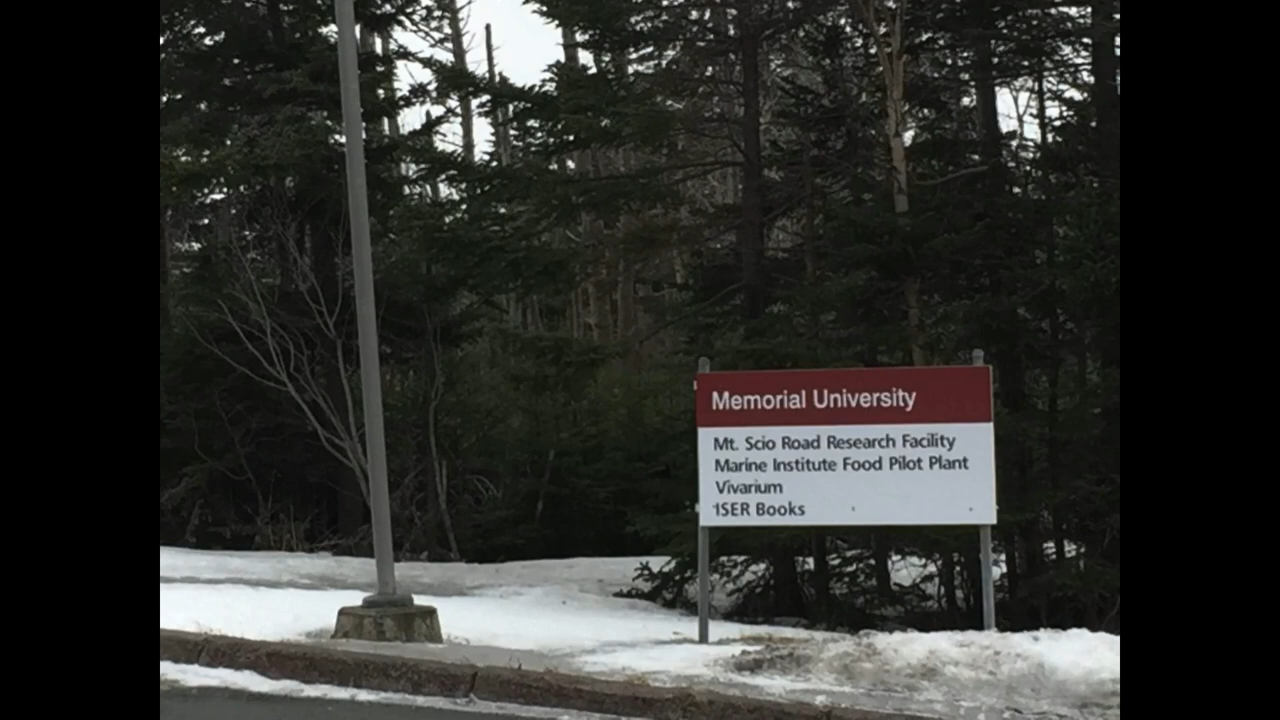 Memorial University
Mt. Scio Road Research Facility
Marine Institute Food Pilot Plant
Vivarium
ISER Books